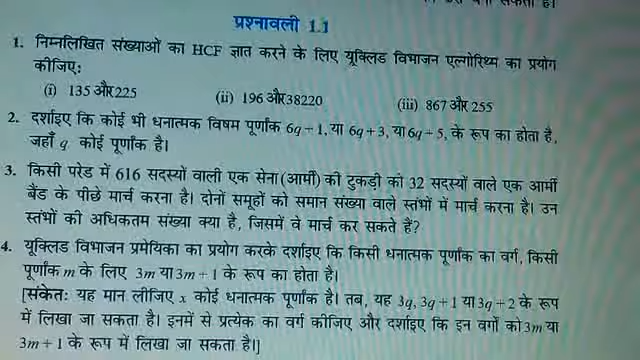 प्रश्नावली 1.1
1. निम्नलिखित संख्याओं का HCF ज्ञात करने के लिए यूक्लिड विभाजन एल्गोरिथ्म का प्रयोग
कीजिए:
(i) 135 और 225 (ii) 196 और 38220 (iii) 867 और 255
2. दर्शाइए कि कोई भी धनात्मक विषम पूर्णांक 6q + 1, या 6q + 3, या 6q + 5, के रूप का होता है,
जहाँ q कोई पूर्णांक है।
3. किसी परेड में 616 सदस्यों वाली एक सेना (आर्मी) की टुकड़ी को 32 सदस्यों वाले एक आर्मी
बैंड के पीछे मार्च करना है। दोनों समूहों को समान संख्या वाले स्तंभों में मार्च करना है। उन
स्तंभों की अधिकतम संख्या क्या है, जिसमें वे मार्च कर सकते हैं?
4. यूक्लिड विभाजन प्रमेयिका का प्रयोग करके दर्शाइए कि किसी धनात्मक पूर्णांक का वर्ग, किसी
पूर्णांक m के लिए 3m या 3m + 1 के रूप का होता है।
[संकेतः यह मान लीजिए x कोई धनात्मक पूर्णांक है। तब, यह 3q, 3q + 1 या 3q + 2 के रूप
में लिखा जा सकता है। इनमें से प्रत्येक का वर्ग कीजिए और दर्शाइए कि इन वर्गों को 3m या
3m + 1 के रूप में लिखा जा सकता है।]